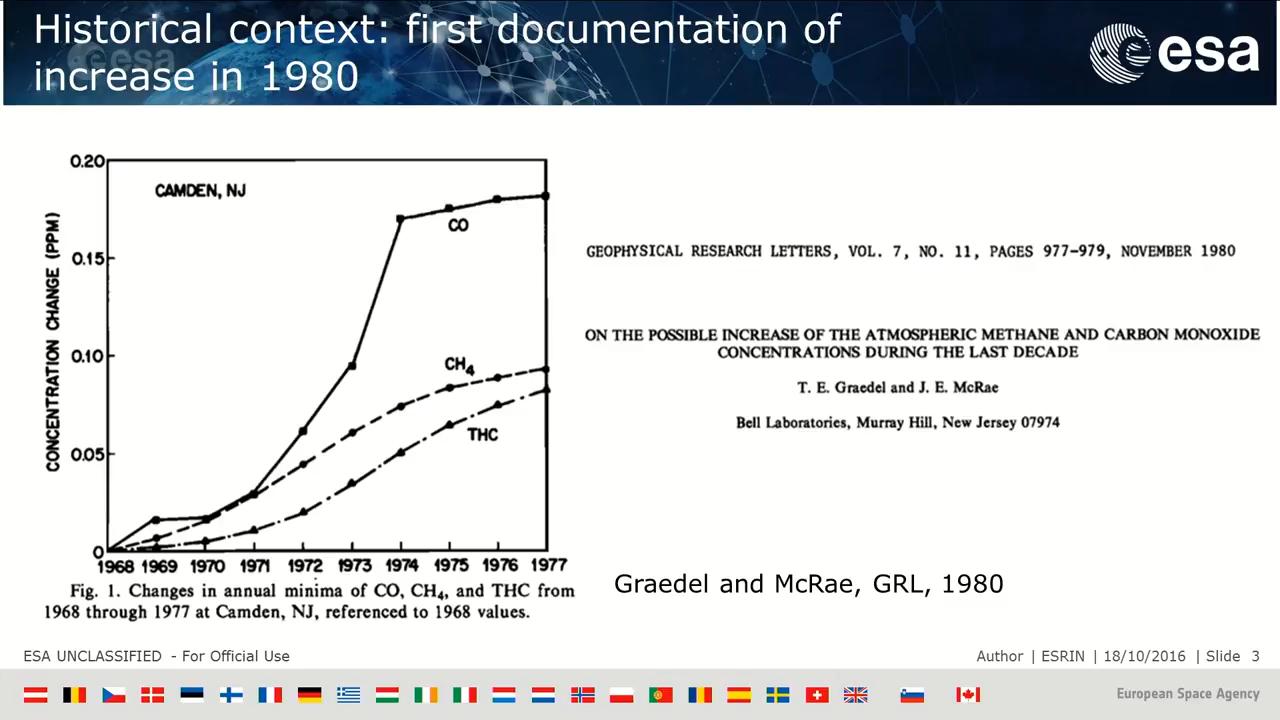 Historical context: first documentation of
increase in 1980
esa
esa
0.20
0.15
0.10
0.05
0
CONCENTRATION CHANGE (PPM)
CAMDEN, NJ
CO
CH4
THC
1968 1969 1970 1971 1972 1973 1974 1975 1976 1977
Fig. 1. Changes in annual minima of CO, CH4, and THC from
1968 through 1977 at Camden, NJ, referenced to 1968 values.
GEOPHYSICAL RESEARCH LETTERS, VOL. 7, NO. 11, PAGES 977-979, NOVEMBER 1980
ON THE POSSIBLE INCREASE OF THE ATMOSPHERIC METHANE AND CARBON MONOXIDE
CONCENTRATIONS DURING THE LAST DECADE
T. E. Graedel and J. E. McRae
Bell Laboratories, Murray Hill, New Jersey 07974
Graedel and McRae, GRL, 1980
ESA UNCLASSIFIED - For Official Use
Author | ESRIN | 18/10/2016 | Slide 3
European Space Agency